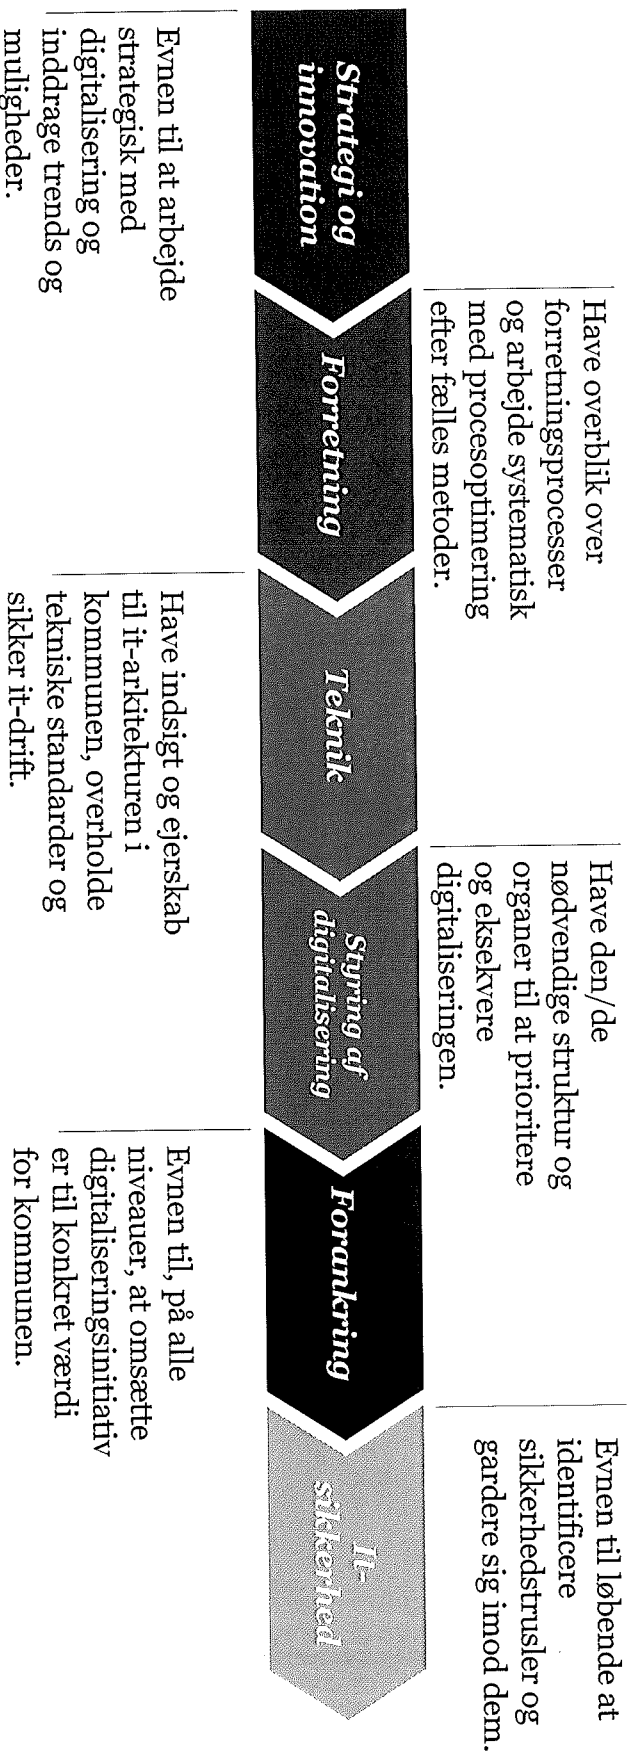 Strategi og
innovation
Evnen til at arbejde
strategisk med
digitalisering og
inddrage trends og
muligheder.
Forretning
Have overblik over
forretningsprocesser
og arbejde systematisk
med procesoptimering
efter fælles metoder.
Teknik
Have indsigt og ejerskab
til it-arkitekturen i
kommunen, overholde
tekniske standarder og
sikker it-drift.
Styring af
digitalisering
Have den/de
nødvendige struktur og
organer til at prioritere
og eksekvere
digitaliseringen.
Forankring
Evnen til, på alle
niveauer, at omsætte
digitaliseringsinitiativ
er til konkret værdi
for kommunen.
It-
sikkerhed
Evnen til løbende at
identificere
sikkerhedstrusler og
gardere sig imod dem.